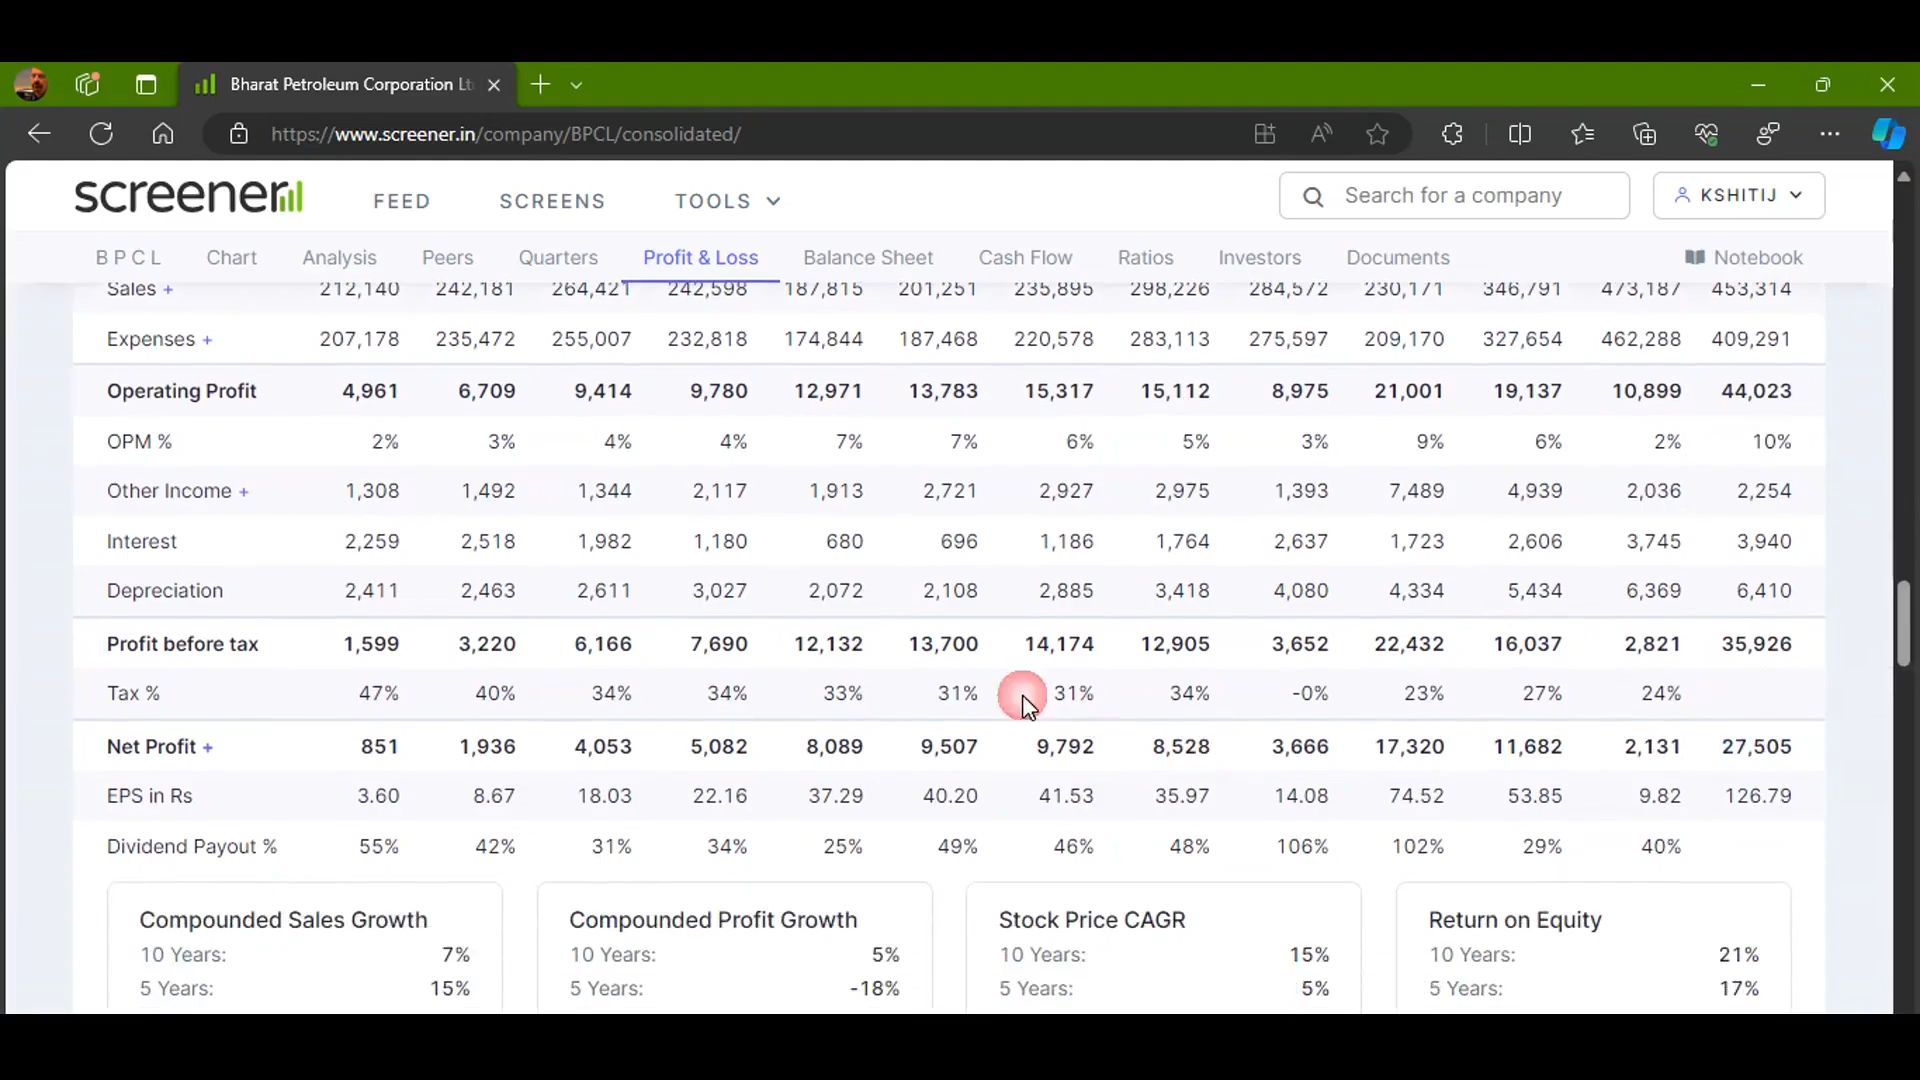 Bharat Petroleum Corporation Lt
https://www.screener.in/company/BPCL/consolidated/
screener
FEED
SCREENS
TOOLS
Search for a company
KSHITIJ
B P C L
Chart
Analysis
Peers
Quarters
Profit & Loss
Balance Sheet
Cash Flow
Ratios
Investors
Documents
Notebook
Sales + 212,140 242,181 264,421 242,598 187,815 201,251 235,895 298,226 284,572 230,171 346,791 473,187 453,314
Expenses + 207,178 235,472 255,007 232,818 174,844 187,468 220,578 283,113 275,597 209,170 327,654 462,288 409,291
Operating Profit 4,961 6,709 9,414 9,780 12,971 13,783 15,317 15,112 8,975 21,001 19,137 10,899 44,023
OPM % 2% 3% 4% 4% 7% 7% 6% 5% 3% 9% 6% 2% 10%
Other Income + 1,308 1,492 1,344 2,117 1,913 2,721 2,927 2,975 1,393 7,489 4,939 2,036 2,254
Interest 2,259 2,518 1,982 1,180 680 696 1,186 1,764 2,637 1,723 2,606 3,745 3,940
Depreciation 2,411 2,463 2,611 3,027 2,072 2,108 2,885 3,418 4,080 4,334 5,434 6,369 6,410
Profit before tax 1,599 3,220 6,166 7,690 12,132 13,700 14,174 12,905 3,652 22,432 16,037 2,821 35,926
Tax % 47% 40% 34% 34% 33% 31% 31% 34% -0% 23% 27% 24%
Net Profit + 851 1,936 4,053 5,082 8,089 9,507 9,792 8,528 3,666 17,320 11,682 2,131 27,505
EPS in Rs 3.60 8.67 18.03 22.16 37.29 40.20 41.53 35.97 14.08 74.52 53.85 9.82 126.79
Dividend Payout % 55% 42% 31% 34% 25% 49% 46% 48% 106% 102% 29% 40%
Compounded Sales Growth
10 Years: 7%
5 Years: 15%
Compounded Profit Growth
10 Years: 5%
5 Years: -18%
Stock Price CAGR
10 Years: 15%
5 Years: 5%
Return on Equity
10 Years: 21%
5 Years: 17%